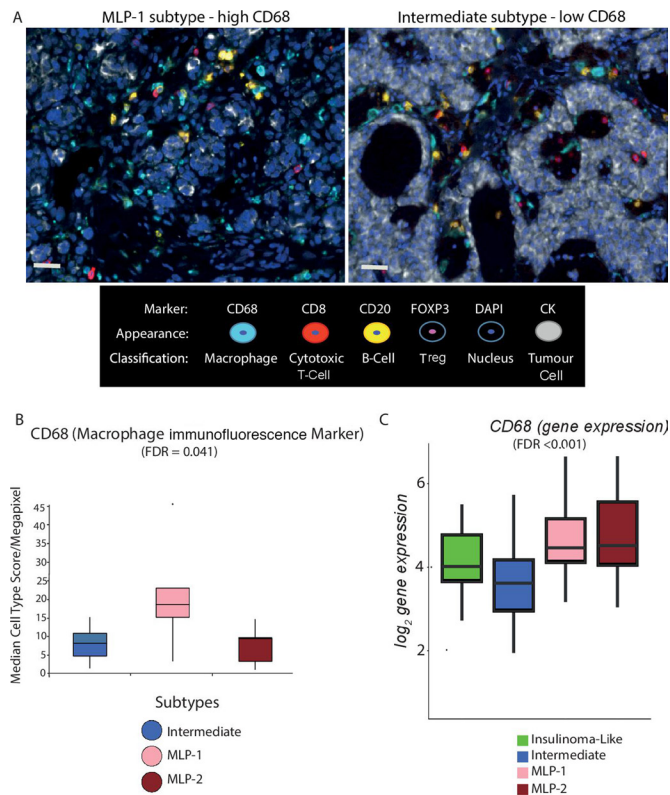 A
MLP-1 subtype - high CD68
Intermediate subtype - low CD68
Marker: CD68 CD8 CD20 FOXP3 DAPI CK
Appearance:
Classification: Macrophage Cytotoxic T-Cell B-Cell Treg Nucleus Tumour Cell
B
CD68 (Macrophage immunofluorescence Marker)
(FDR = 0.041)
Median Cell Type Score/Megapixel
45
40
35
30
25
20
15
10
5
0
Subtypes
Intermediate
MLP-1
MLP-2
C
CD68 (gene expression)
(FDR <0.001)
log2 gene expression
6
4
2
Insulinoma-Like
Intermediate
MLP-1
MLP-2